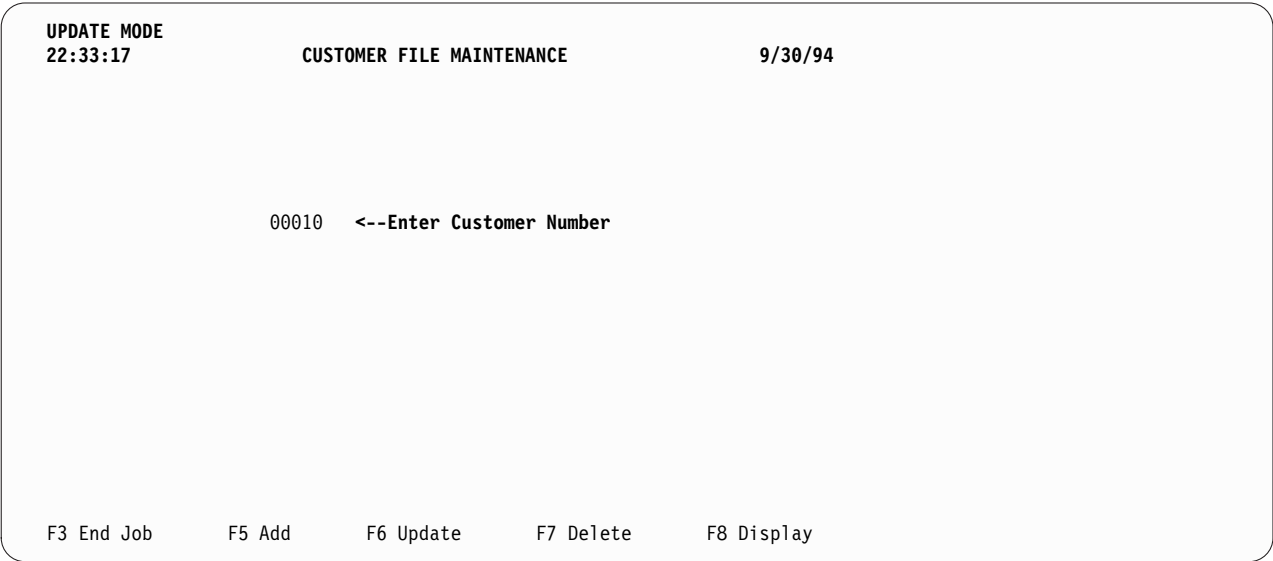 UPDATE MODE
22:33:17 CUSTOMER FILE MAINTENANCE 9/30/94
00010 <--Enter Customer Number
F3 End Job F5 Add F6 Update F7 Delete F8 Display